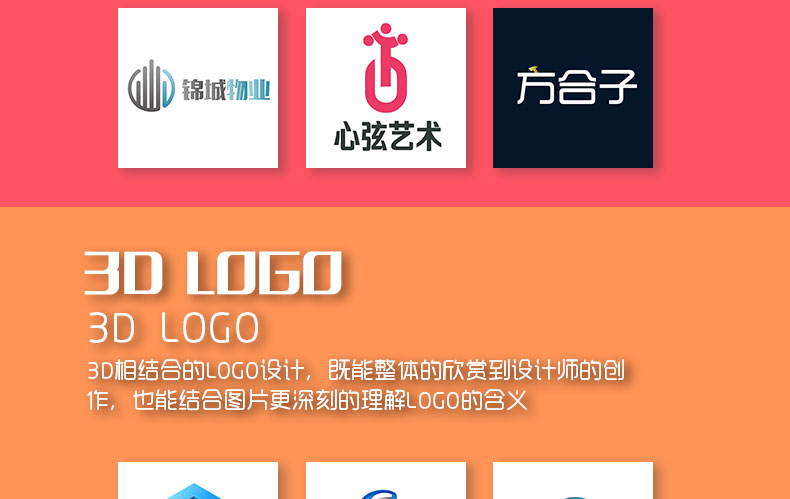 锦城物业
心弦艺术
方合子
3D LOGO
3D LOGO
3D相结合的LOGO设计，既能整体的欣赏到设计师的创
作，也能结合图片更深刻的理解LOGO的含义